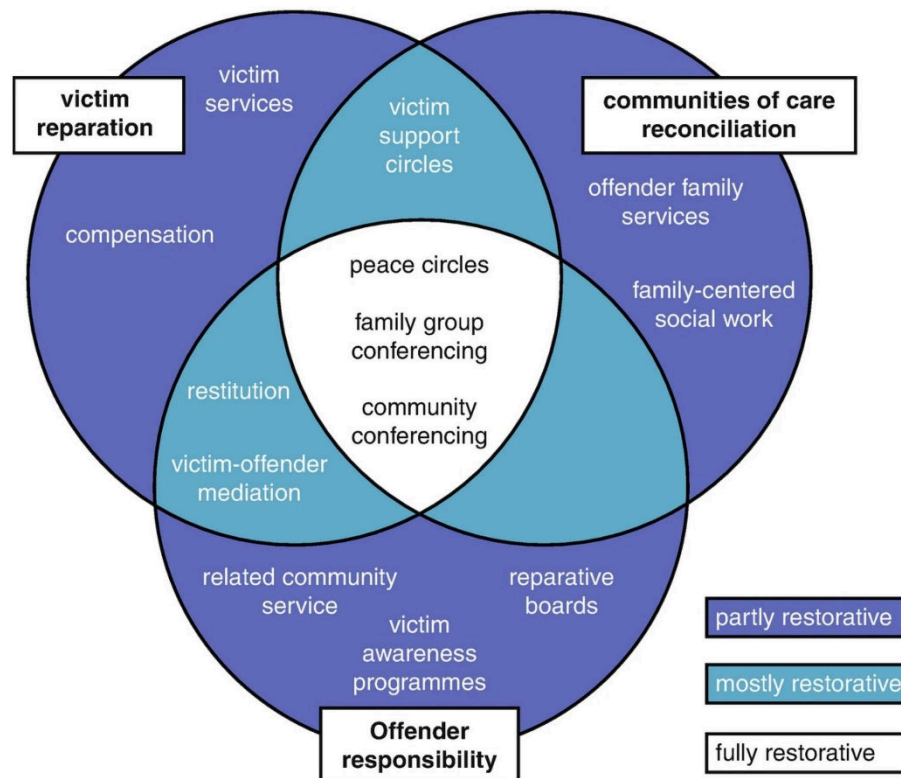 victim
reparation
victim
services
compensation
victim
support
circles
communities of care
reconciliation
offender family
services
family-centered
social work
peace circles
family group
conferencing
community
conferencing
restitution
victim-offender
mediation
related community
service
reparative
boards
victim
awareness
programmes
Offender
responsibility
partly restorative
mostly restorative
fully restorative